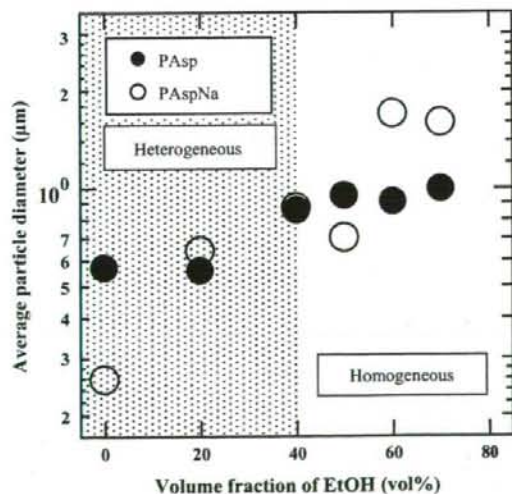 3
2
10⁰
7
6
5
4
3
2
Average particle diameter (μm)
PAsp
PAspNa
Heterogeneous
Homogeneous
0 20 40 60 80
Volume fraction of EtOH (vol%)